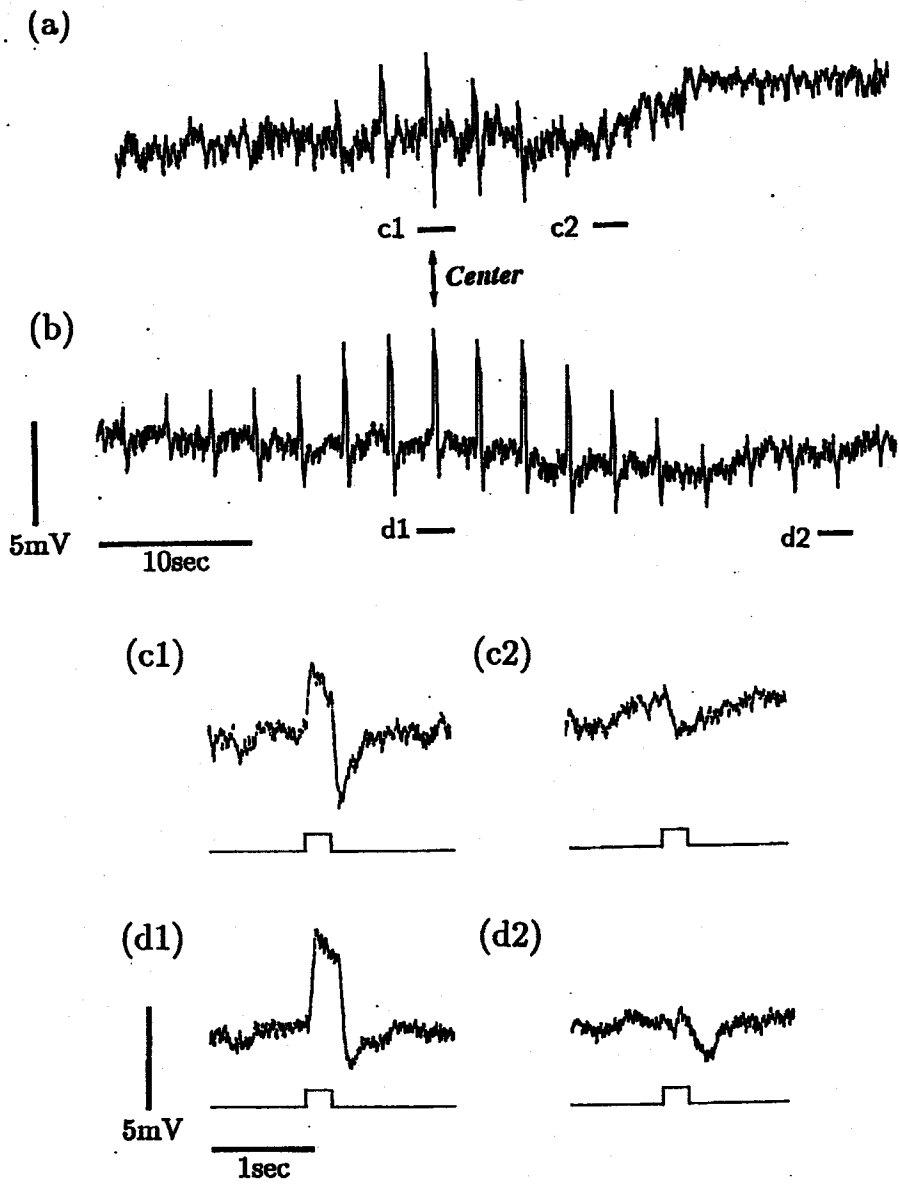 (a)
c1
c2
Center
(b)
d1
d2
5mV
10sec
(c1)
(c2)
(d1)
(d2)
5mV
1sec